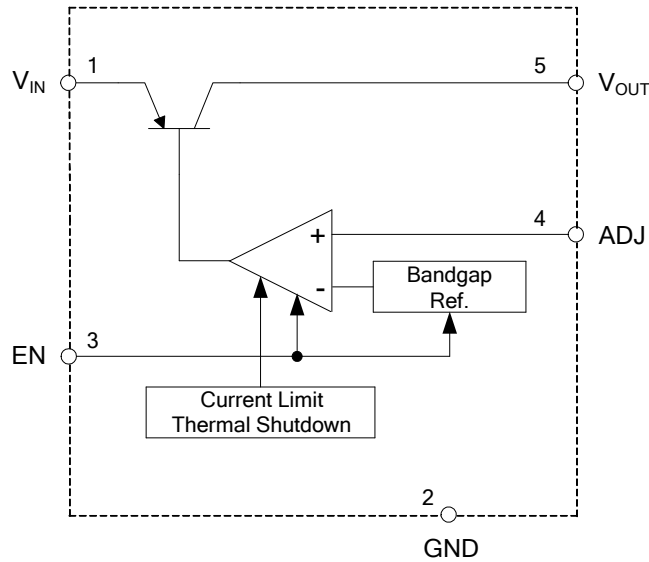 1
5
V_IN
V_OUT
4
+
ADJ
-
Bandgap
Ref.
3
EN
Current Limit
Thermal Shutdown
2
GND